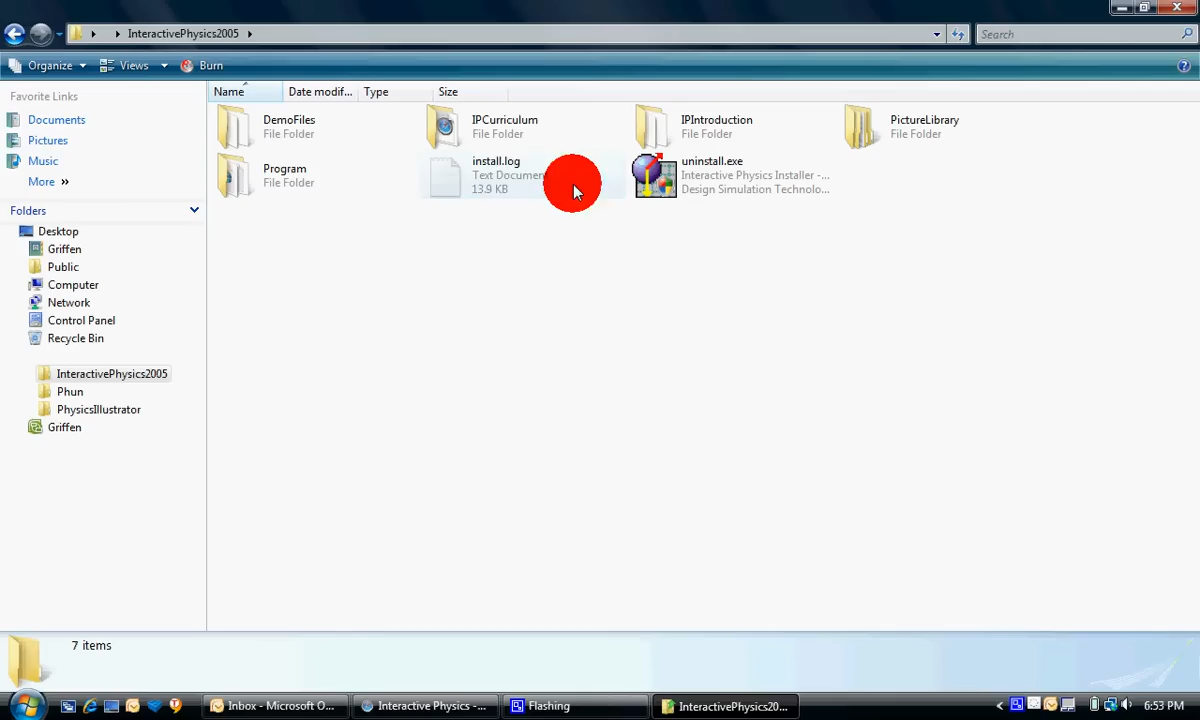 InteractivePhysics2005
Search
Organize
Views
Burn
Favorite Links
Documents
Pictures
Music
More »
Folders
Desktop
Griffen
Public
Computer
Network
Control Panel
Recycle Bin
InteractivePhysics2005
Phun
PhysicsIllustrator
Griffen
Name
Date modif...
Type
Size
DemoFiles
File Folder
IPCurriculum
File Folder
IPIntroduction
File Folder
PictureLibrary
File Folder
Program
File Folder
install.log
Text Documen
13.9 KB
uninstall.exe
Interactive Physics Installer -...
Design Simulation Technolo...
7 items
Inbox - Microsoft O...
Interactive Physics -...
Flashing
InteractivePhysics20...
6:53 PM